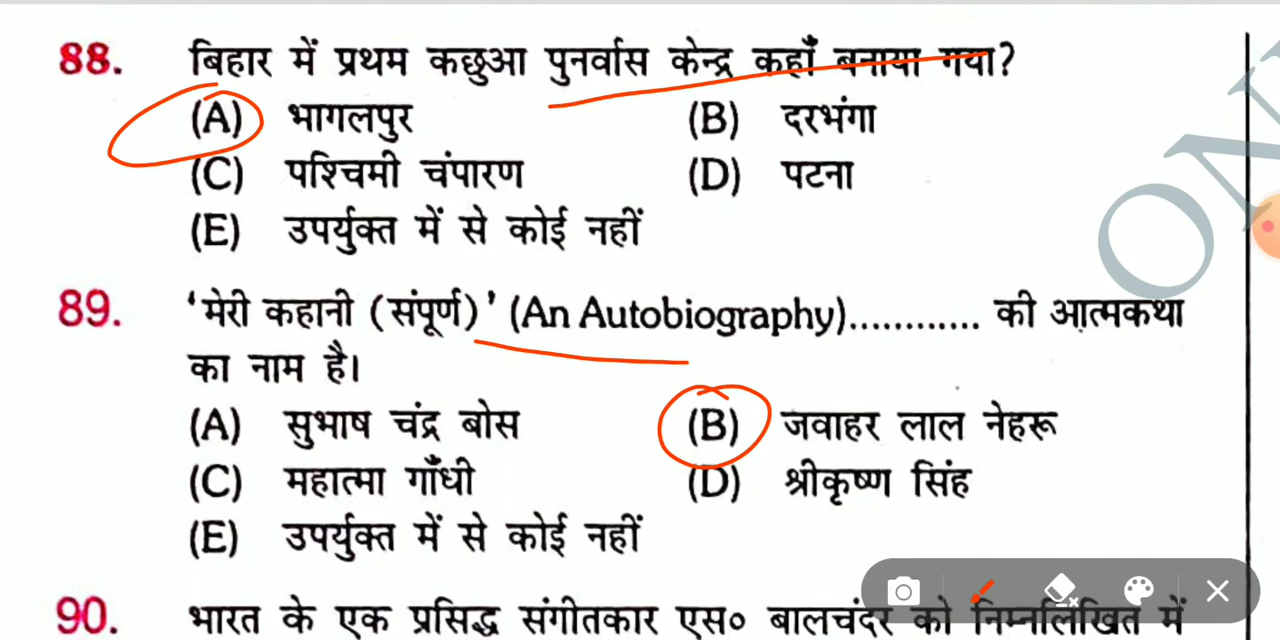 88. बिहार में प्रथम कछुआ पुनर्वास केन्द्र कहाँ बनाया गया?
(A) भागलपुर (B) दरभंगा
(C) पश्चिमी चंपारण (D) पटना
(E) उपर्युक्त में से कोई नहीं
89. 'मेरी कहानी (संपूर्ण)' (An Autobiography)............ की आत्मकथा
का नाम है।
(A) सुभाष चंद्र बोस (B) जवाहर लाल नेहरू
(C) महात्मा गाँधी (D) श्रीकृष्ण सिंह
(E) उपर्युक्त में से कोई नहीं
90. भारत के एक प्रसिद्ध संगीतकार एस० बालचंदर को निम्नलिखित में